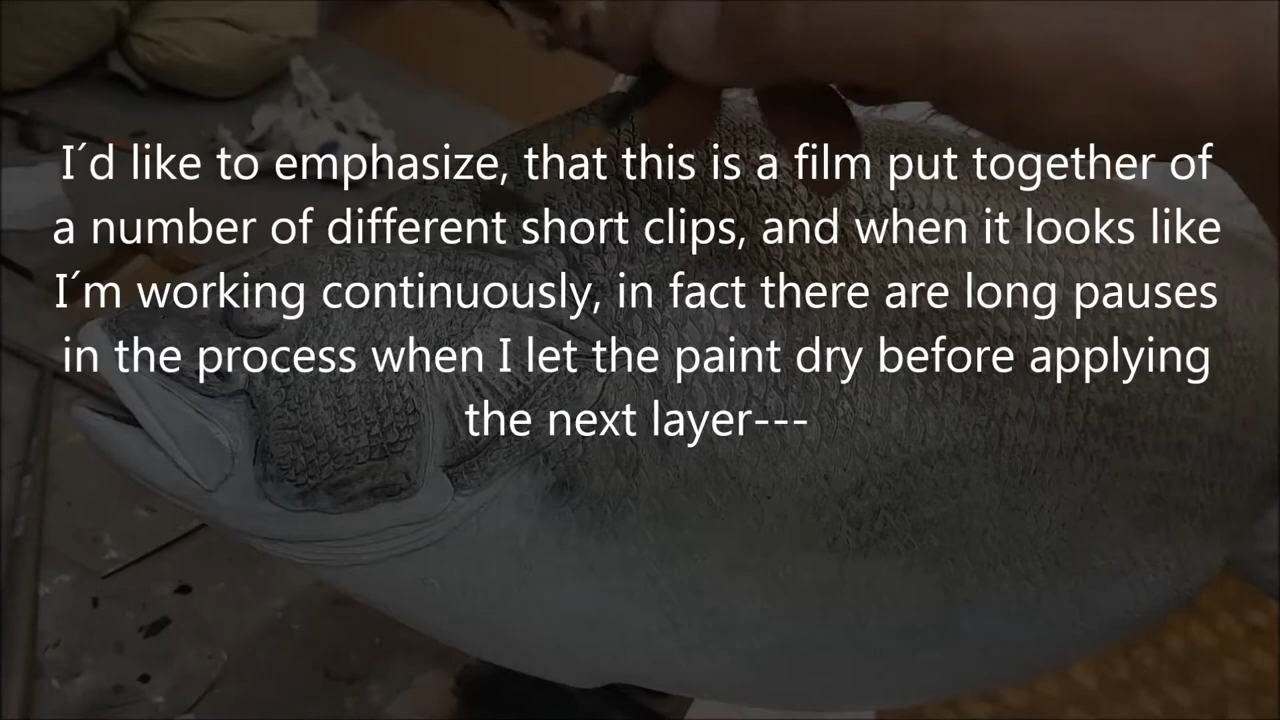 I´d like to emphasize, that this is a film put together of
a number of different short clips, and when it looks like
I´m working continuously, in fact there are long pauses
in the process when I let the paint dry before applying
the next layer---